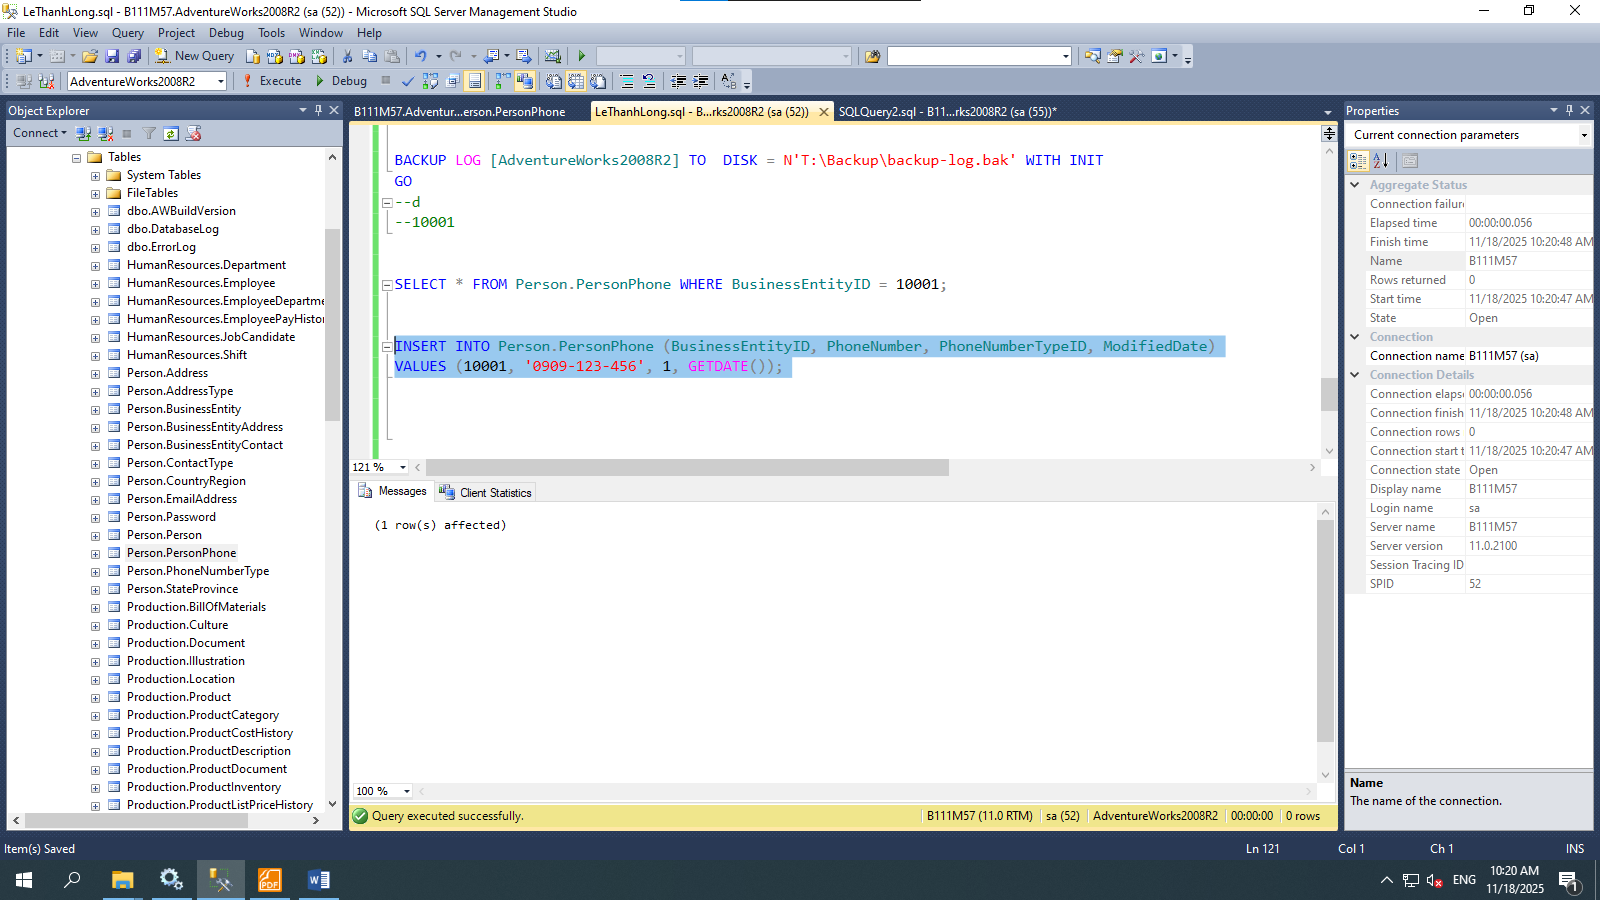 LeThanhLong.sql - B111M57.AdventureWorks2008R2 (sa (52)) - Microsoft SQL Server Management Studio
File Edit View Query Project Debug Tools Window Help
New Query
AdventureWorks2008R2 Execute Debug
Object Explorer
Connect
Tables
System Tables
FileTables
dbo.AWBuildVersion
dbo.DatabaseLog
dbo.ErrorLog
HumanResources.Department
HumanResources.Employee
HumanResources.EmployeeDepartme
HumanResources.EmployeePayHistor
HumanResources.JobCandidate
HumanResources.Shift
Person.Address
Person.AddressType
Person.BusinessEntity
Person.BusinessEntityAddress
Person.BusinessEntityContact
Person.ContactType
Person.CountryRegion
Person.EmailAddress
Person.Password
Person.Person
Person.PersonPhone
Person.PhoneNumberType
Person.StateProvince
Production.BillOfMaterials
Production.Culture
Production.Document
Production.Illustration
Production.Location
Production.Product
Production.ProductCategory
Production.ProductCostHistory
Production.ProductDescription
Production.ProductDocument
Production.ProductInventory
Production.ProductListPriceHistory
B111M57.Adventur...erson.PersonPhone LeThanhLong.sql - B...rks2008R2 (sa (52)) SQLQuery2.sql - B11...rks2008R2 (sa (55))*
BACKUP LOG [AdventureWorks2008R2] TO DISK = N'T:\Backup\backup-log.bak' WITH INIT
GO
--d
--10001
SELECT * FROM Person.PersonPhone WHERE BusinessEntityID = 10001;
INSERT INTO Person.PersonPhone (BusinessEntityID, PhoneNumber, PhoneNumberTypeID, ModifiedDate)
VALUES (10001, '0909-123-456', 1, GETDATE());
121 %
Messages Client Statistics
(1 row(s) affected)
100 %
Query executed successfully. B111M57 (11.0 RTM) sa (52) AdventureWorks2008R2 00:00:00 0 rows
Properties
Current connection parameters
Aggregate Status
Connection failure
Elapsed time 00:00:00.056
Finish time 11/18/2025 10:20:48 AM
Name B111M57
Rows returned 0
Start time 11/18/2025 10:20:47 AM
State Open
Connection
Connection name B111M57 (sa)
Connection Details
Connection elaps 00:00:00.056
Connection finish 11/18/2025 10:20:48 AM
Connection rows 0
Connection start t 11/18/2025 10:20:47 AM
Connection state Open
Display name B111M57
Login name sa
Server name B111M57
Server version 11.0.2100
Session Tracing ID
SPID 52
Name
The name of the connection.
Item(s) Saved Ln 121 Col 1 Ch 1 INS
PDF ENG 10:20 AM
11/18/2025 1